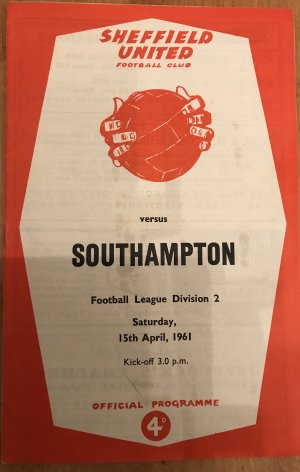 SHEFFIELD
UNITED
FOOTBALL CLUB
versus
SOUTHAMPTON
Football League Division 2
Saturday,
15th April, 1961
Kick-off 3.0 p.m.
OFFICIAL PROGRAMME
4D